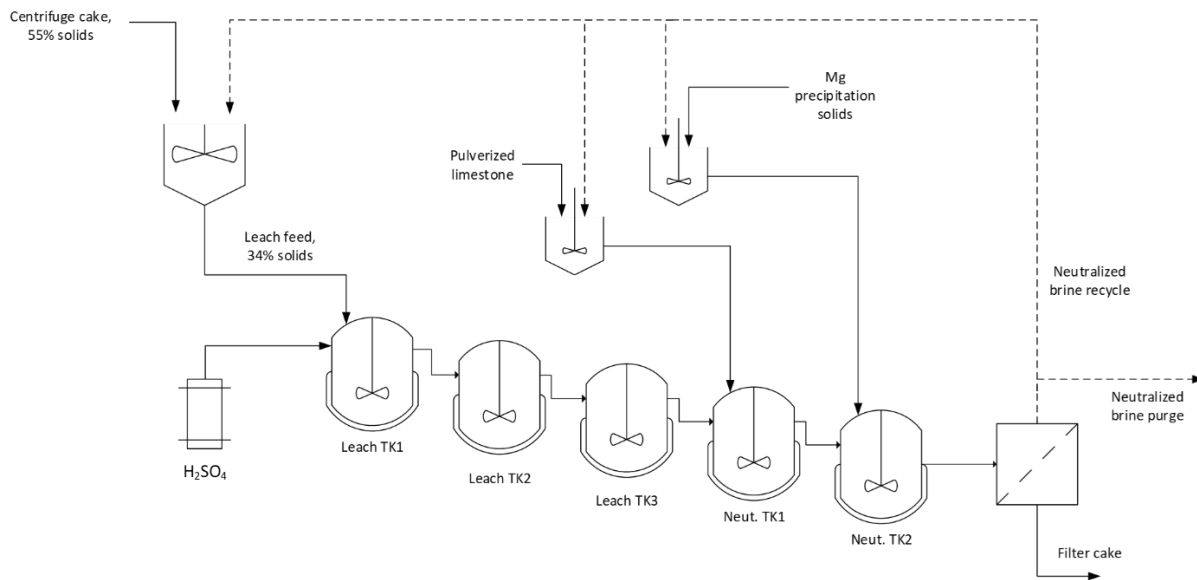 Centrifuge cake,
55% solids
Mg
precipitation
solids
Pulverized
limestone
Leach feed,
34% solids
Neutralized
brine recycle
Neutralized
brine purge
H₂SO₄
Leach TK1
Leach TK2
Leach TK3
Neut. TK1
Neut. TK2
Filter cake